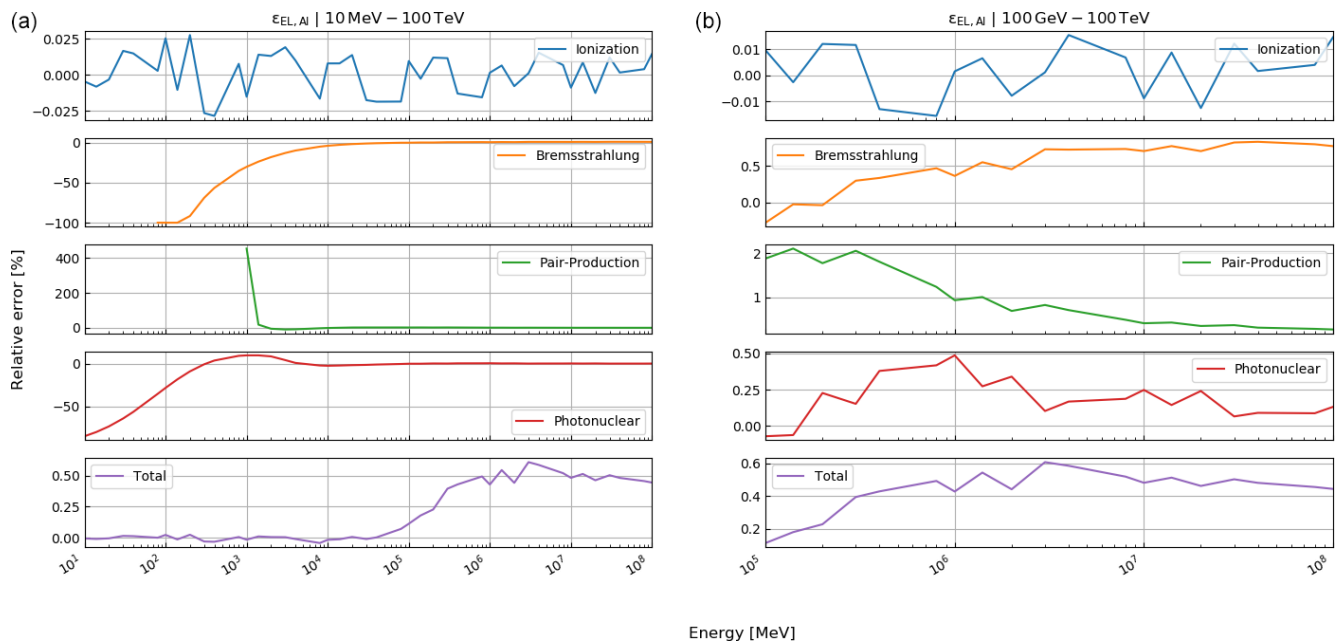 (a)
ε_EL, Al | 10 MeV − 100 TeV
0.025
0.000
−0.025
Ionization
0
−50
−100
Bremsstrahlung
400
200
0
Pair-Production
0
−50
Photonuclear
0.50
0.25
0.00
Total
10^1
10^2
10^3
10^4
10^5
10^6
10^7
10^8
(b)
ε_EL, Al | 100 GeV − 100 TeV
0.01
0.00
−0.01
Ionization
0.5
0.0
Bremsstrahlung
2
1
Pair-Production
0.50
0.25
0.00
Photonuclear
0.6
0.4
0.2
Total
10^5
10^6
10^7
10^8
Relative error [%]
Energy [MeV]